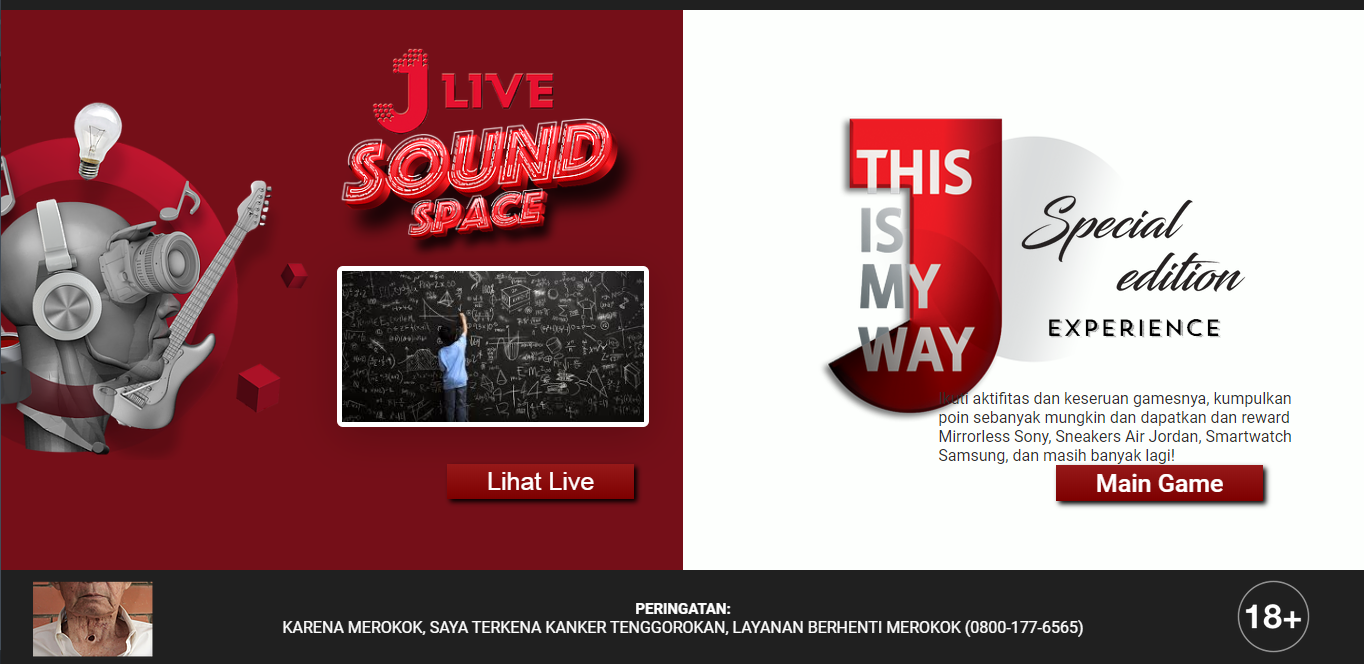 J LIVE
SOUND
SPACE
Lihat Live
THIS
IS
MY
WAY
Special
edition
EXPERIENCE
Ikuti aktifitas dan keseruan gamesnya, kumpulkan
poin sebanyak mungkin dan dapatkan dan reward
Mirrorless Sony, Sneakers Air Jordan, Smartwatch
Samsung, dan masih banyak lagi!
Main Game
PERINGATAN:
KARENA MEROKOK, SAYA TERKENA KANKER TENGGOROKAN, LAYANAN BERHENTI MEROKOK (0800-177-6565)
18+